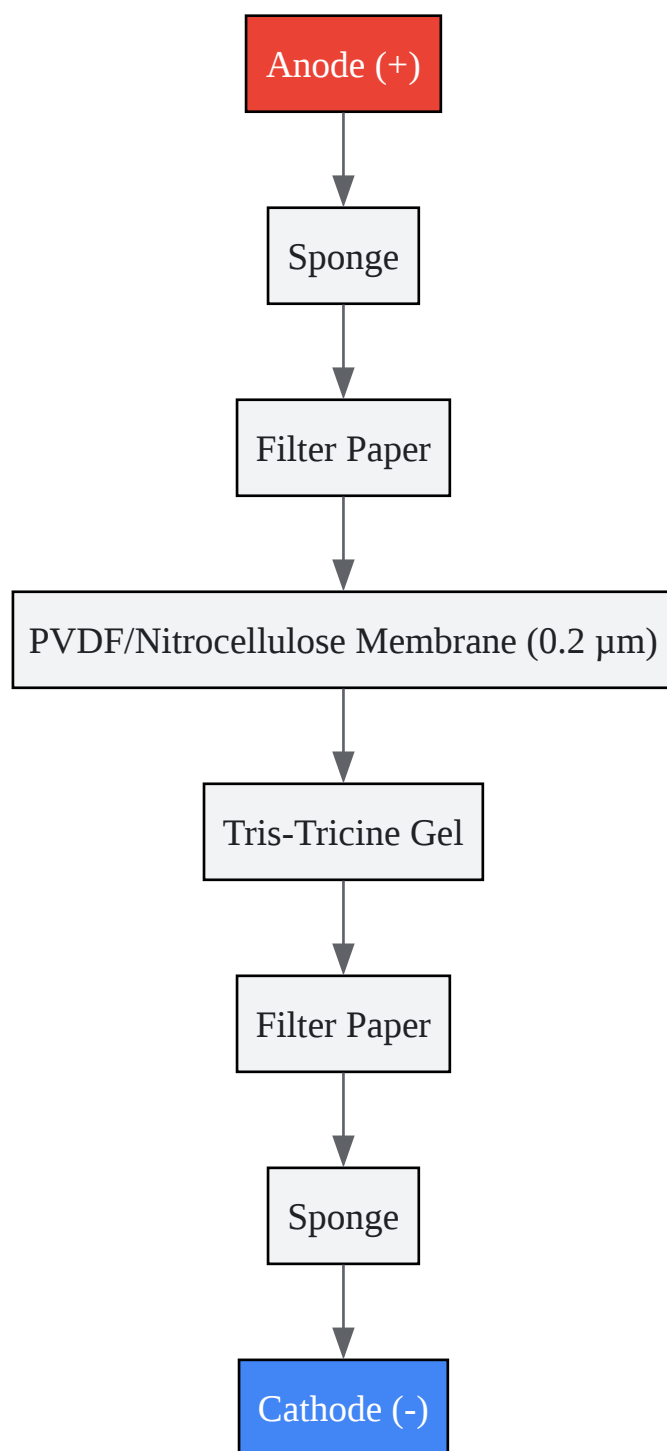 Anode (+)
Sponge
Filter Paper
PVDF/Nitrocellulose Membrane (0.2 µm)
Tris-Tricine Gel
Filter Paper
Sponge
Cathode (-)